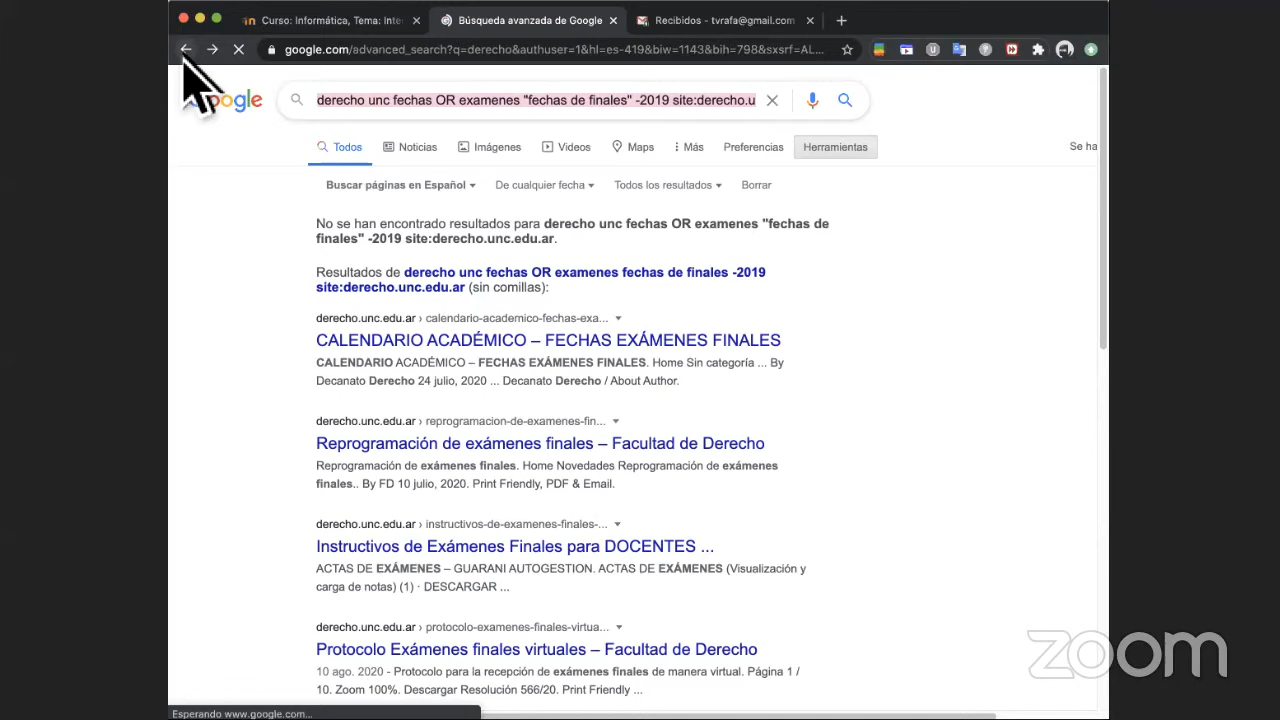 Curso: Informática, Tema: Inter
Búsqueda avanzada de Google
Recibidos - tvrafa@gmail.com
google.com/advanced_search?q=derecho&authuser=1&hl=es-419&biw=1143&bih=798&sxsrf=AL...
derecho unc fechas OR examenes "fechas de finales" -2019 site:derecho.u
Todos
Noticias
Imágenes
Videos
Maps
Más
Preferencias
Herramientas
Se ha
Buscar páginas en Español
De cualquier fecha
Todos los resultados
Borrar
No se han encontrado resultados para derecho unc fechas OR examenes "fechas de
finales" -2019 site:derecho.unc.edu.ar.
Resultados de derecho unc fechas OR examenes fechas de finales -2019
site:derecho.unc.edu.ar (sin comillas):
derecho.unc.edu.ar › calendario-academico-fechas-exa...
CALENDARIO ACADÉMICO – FECHAS EXÁMENES FINALES
CALENDARIO ACADÉMICO – FECHAS EXÁMENES FINALES. Home Sin categoría ... By
Decanato Derecho 24 julio, 2020 ... Decanato Derecho / About Author.
derecho.unc.edu.ar › reprogramacion-de-examenes-fin...
Reprogramación de exámenes finales – Facultad de Derecho
Reprogramación de exámenes finales. Home Novedades Reprogramación de exámenes
finales.. By FD 10 julio, 2020. Print Friendly, PDF & Email.
derecho.unc.edu.ar › instructivos-de-examenes-finales-...
Instructivos de Exámenes Finales para DOCENTES ...
ACTAS DE EXÁMENES – GUARANI AUTOGESTION. ACTAS DE EXÁMENES (Visualización y
carga de notas) (1) · DESCARGAR ...
derecho.unc.edu.ar › protocolo-examenes-finales-virtua...
Protocolo Exámenes finales virtuales – Facultad de Derecho
10 ago. 2020 - Protocolo para la recepción de exámenes finales de manera virtual. Página 1 /
10. Zoom 100%. Descargar Resolución 566/20. Print Friendly ...
Esperando www.google.com...
zoom